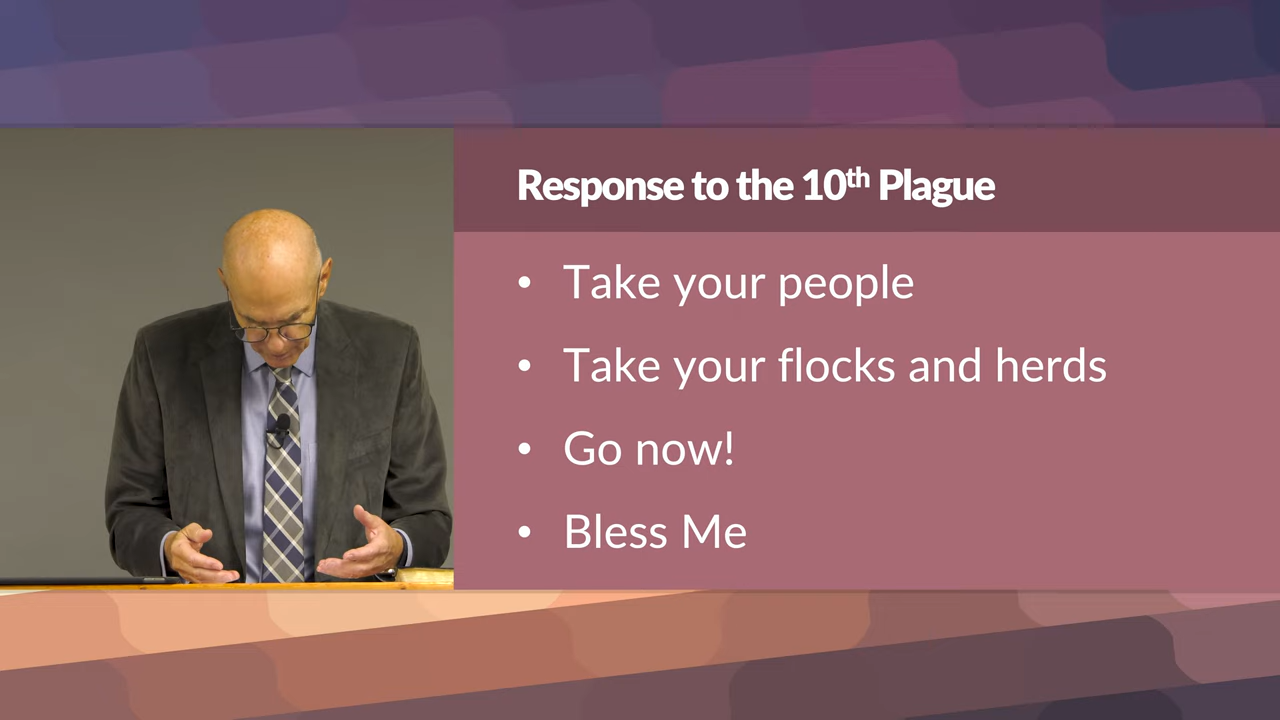 Response to the 10th Plague
• Take your people
• Take your flocks and herds
• Go now!
• Bless Me